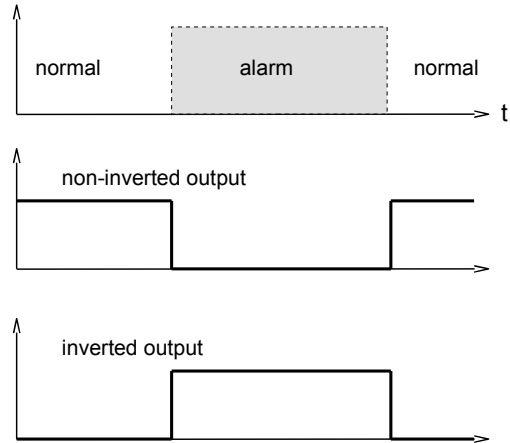 normal alarm normal
t
non-inverted output
inverted output